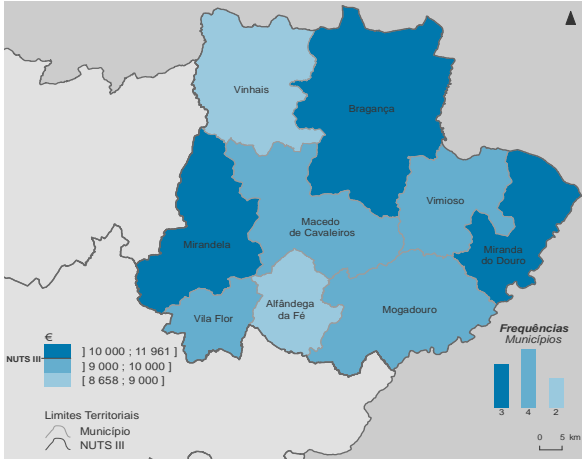 Vinhais
Bragança
Vimioso
Macedo
de Cavaleiros
Mirandela
Miranda
do Douro
Alfândega
da Fé
Mogadouro
Vila Flor
€
NUTS III
] 10 000 ; 11 961 ]
] 9 000 ; 10 000 ]
[ 8 658 ; 9 000 ]
Limites Territoriais
Município
NUTS III
Frequências
Municípios
3 4 2
0 5 km